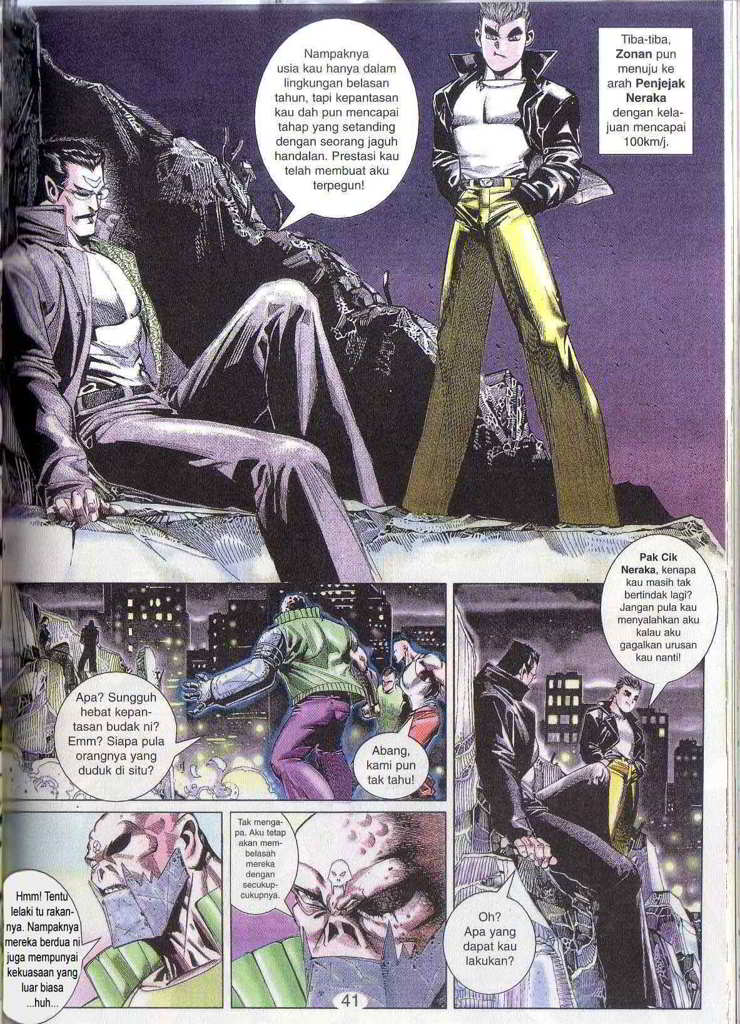 Nampaknya
usia kau hanya dalam
lingkungan belasan
tahun, tapi kepantasan
kau dah pun mencapai
tahap yang setanding
dengan seorang jaguh
handalan. Prestasi kau
telah membuat aku
terpegun!
Tiba-tiba,
Zonan pun
menuju ke
arah Penjejak
Neraka
dengan kela-
juan mencapai
100km/j.
Apa? Sungguh
hebat kepan-
tasan budak ni?
Emm? Siapa pula
orangnya yang
duduk di situ?
Abang,
kami pun
tak tahu!
Pak Cik
Neraka, kenapa
kau masih tak
bertindak lagi?
Jangan pula kau
menyalahkan aku
kalau aku
gagalkan urusan
kau nanti!
Oh?
Apa yang
dapat kau
lakukan?
Hmm! Tentu
lelaki tu rakan-
nya. Nampaknya
mereka berdua ni
juga mempunyai
kekuasaan yang
luar biasa
...huh...
Tak menga-
pa. Aku tetap
akan mem-
belasah
mereka
dengan
secukup-
cukupnya.
41